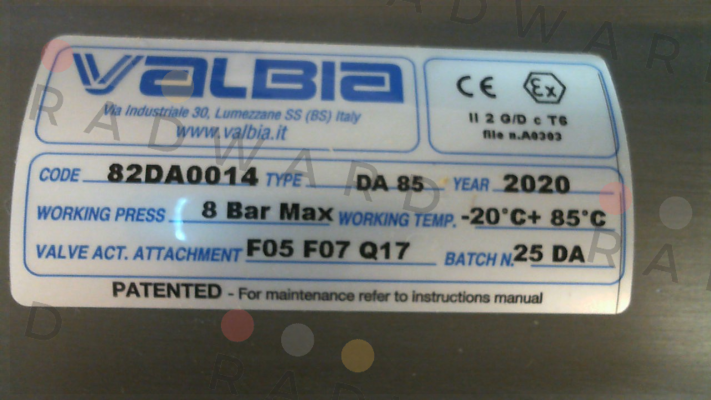 VALBIA
Via Industriale 30, Lumezzane SS (BS) Italy
www.valbia.it
CE Ex
II 2 G/D c T6
file n.A0303
CODE 82DA0014 TYPE DA 85 YEAR 2020
WORKING PRESS 8 Bar Max WORKING TEMP. -20°C+ 85°C
VALVE ACT. ATTACHMENT F05 F07 Q17 BATCH N. 25 DA
PATENTED - For maintenance refer to instructions manual
RADWARD
RADWARD